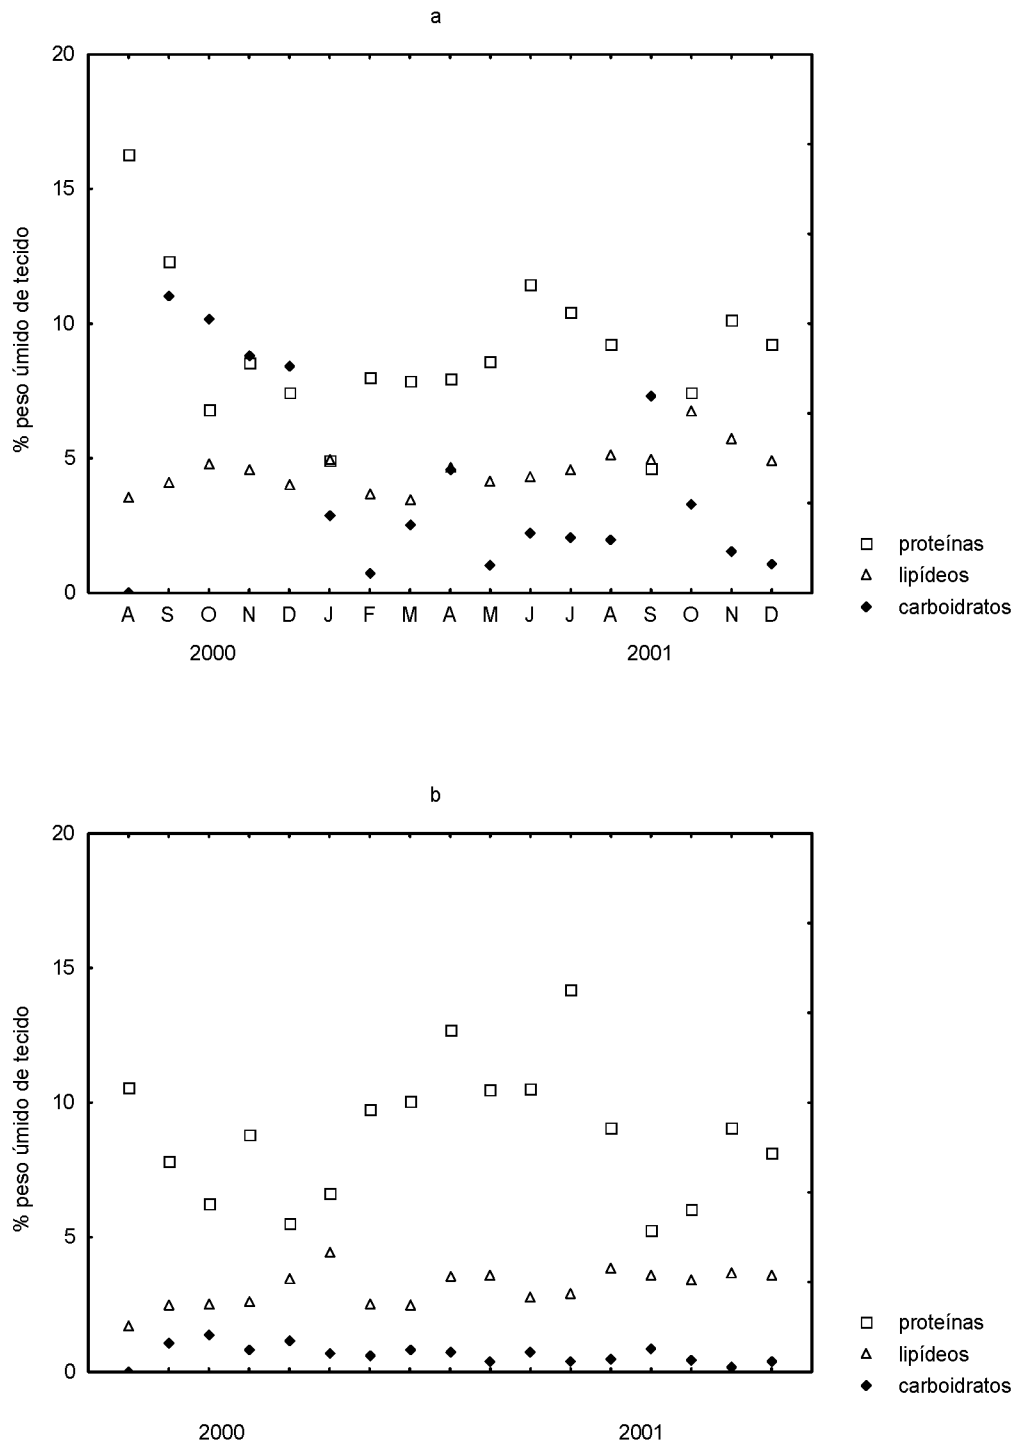 a
20
15
10
5
0
% peso úmido de tecido
A S O N D J F M A M J J A S O N D
2000 2001
proteínas
lipídeos
carboidratos
b
20
15
10
5
0
% peso úmido de tecido
2000 2001
proteínas
lipídeos
carboidratos